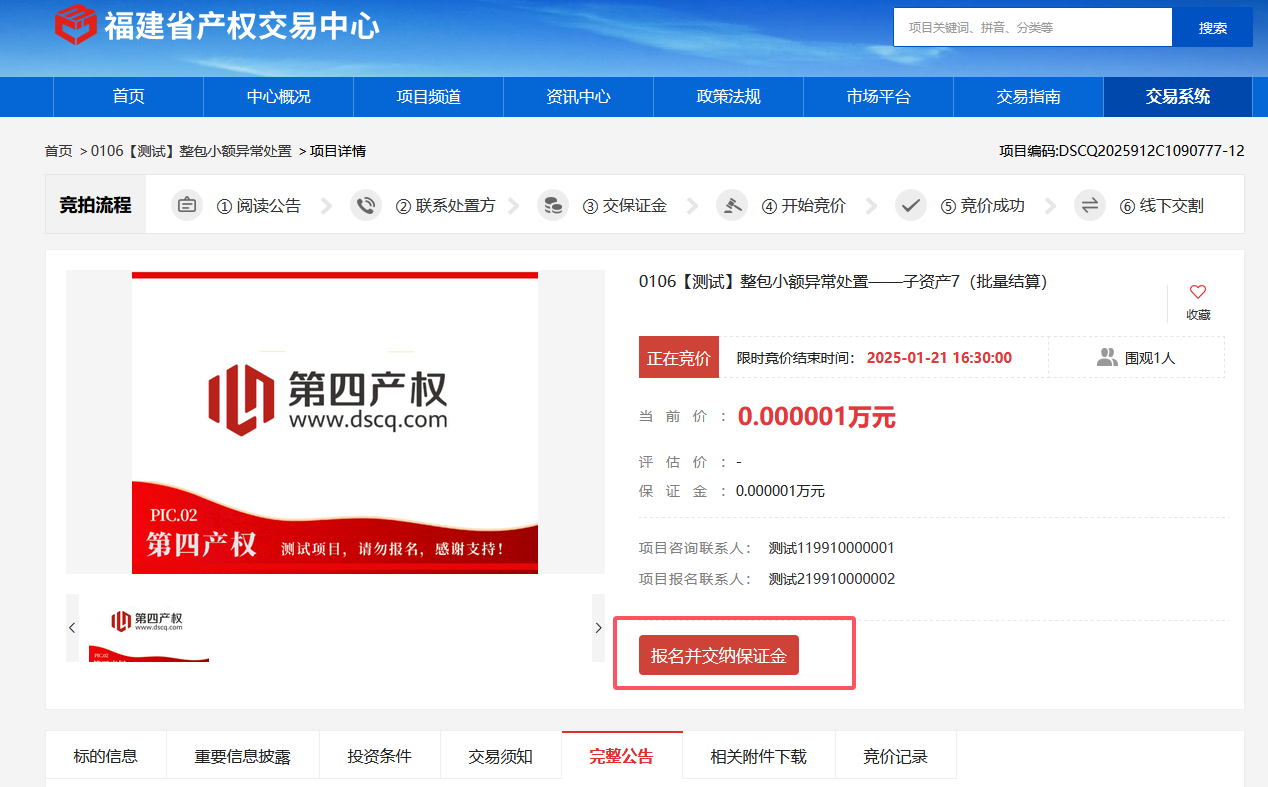 福建省产权交易中心
项目关键词、拼音、分类等
搜索
首页 中心概况 项目频道 资讯中心 政策法规 市场平台 交易指南 交易系统
首页 >0106【测试】整包小额异常处置 > 项目详情
项目编码:DSCQ2025912C1090777-12
竞拍流程 ① 阅读公告 ② 联系处置方 ③ 交保证金 ④ 开始竞价 ⑤ 竞价成功 ⑥ 线下交割
0106【测试】整包小额异常处置——子资产7（批量结算）
收藏
正在竞价 限时竞价结束时间： 2025-01-21 16:30:00 围观1人
当前价： 0.000001万元
评估价： -
保证金： 0.000001万元
项目咨询联系人： 测试119910000001
项目报名联系人： 测试219910000002
报名并交纳保证金
第四产权
www.dscq.com
PIC.02
第四产权 测试项目，请勿报名，感谢支持！
第四产权
www.dscq.com
PIC.02
标的信息 重要信息披露 投资条件 交易须知 完整公告 相关附件下载 竞价记录